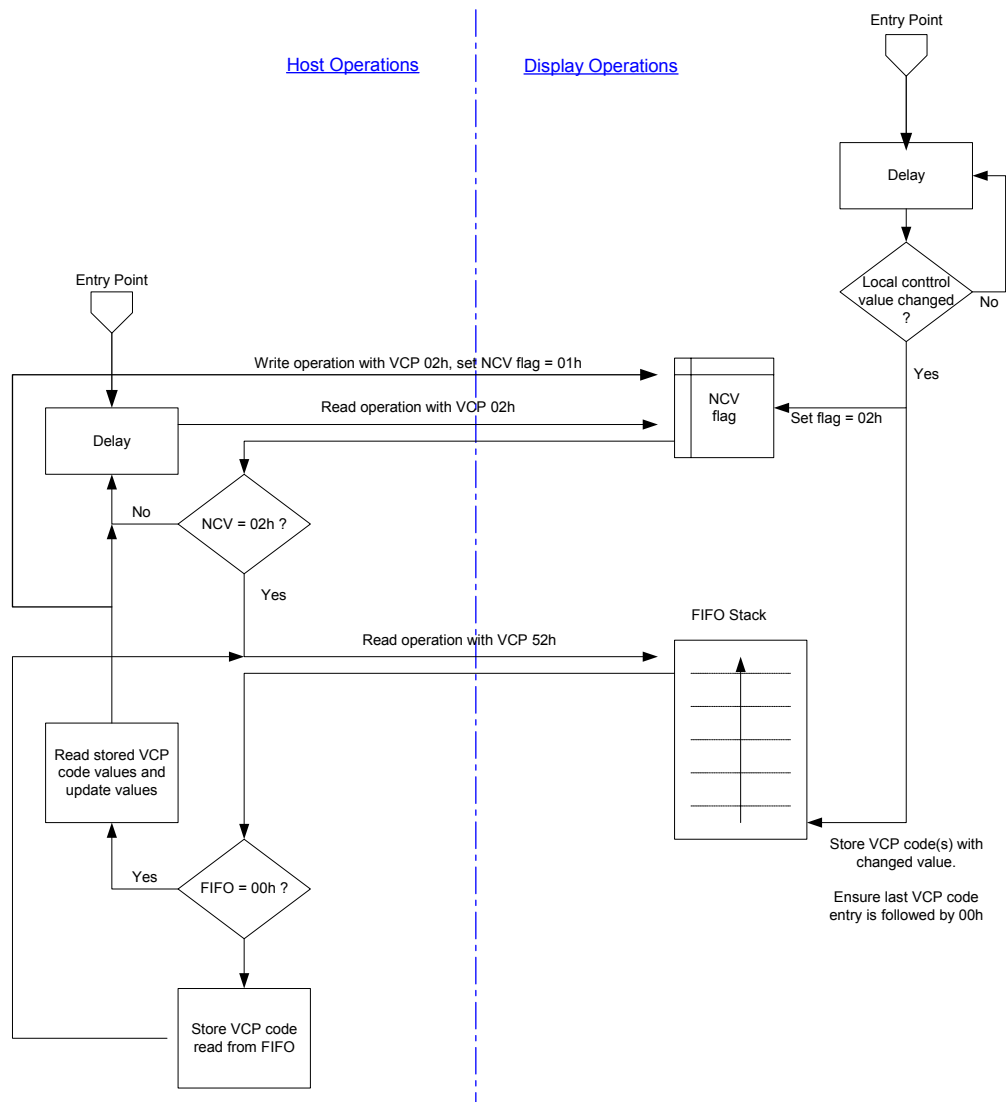 Entry Point
Host Operations
Display Operations
Delay
Local conttrol
value changed
?
No
Entry Point
Yes
Write operation with VCP 02h, set NCV flag = 01h
NCV
flag
Read operation with VCP 02h
Set flag = 02h
Delay
No
NCV = 02h ?
Yes
FIFO Stack
Read operation with VCP 52h
Read stored VCP
code values and
update values
Store VCP code(s) with
changed value.
Ensure last VCP code
entry is followed by 00h
Yes
FIFO = 00h ?
Store VCP code
read from FIFO